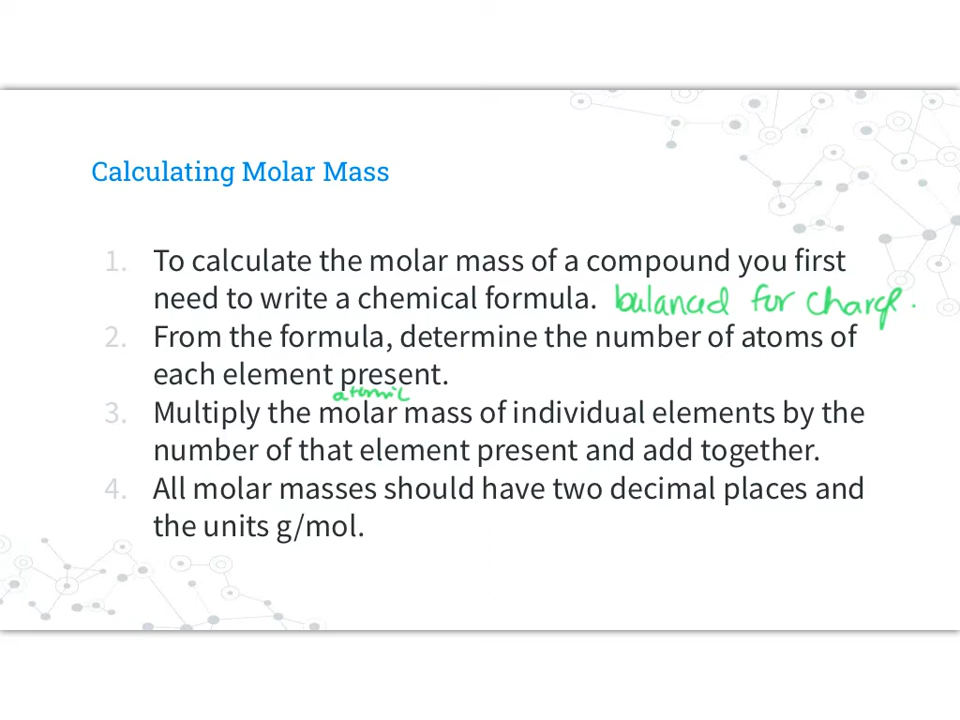 Calculating Molar Mass
1. To calculate the molar mass of a compound you first
need to write a chemical formula. balanced for charge.
2. From the formula, determine the number of atoms of
each element present.
atomic
3. Multiply the molar mass of individual elements by the
number of that element present and add together.
4. All molar masses should have two decimal places and
the units g/mol.